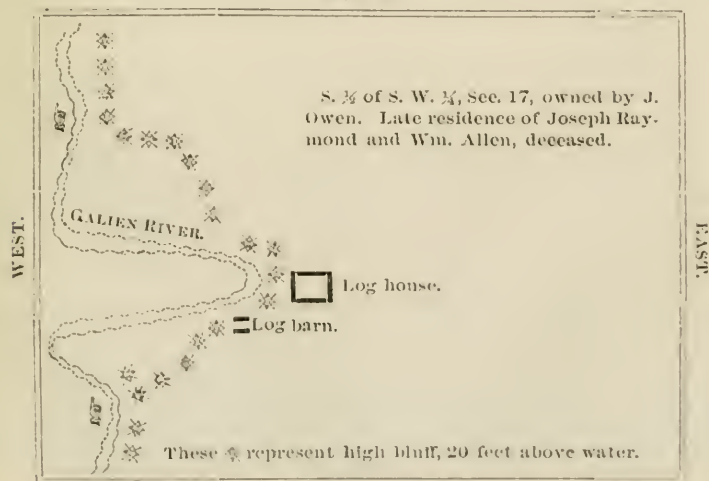 S. ½ of S. W. ¼, Sec. 17, owned by J.
Owen. Late residence of Joseph Ray-
mond and Wm. Allen, deceased.
GALIEN RIVER.
WEST.
EAST.
Log house.
Log barn.
These represent high bluff, 20 feet above water.